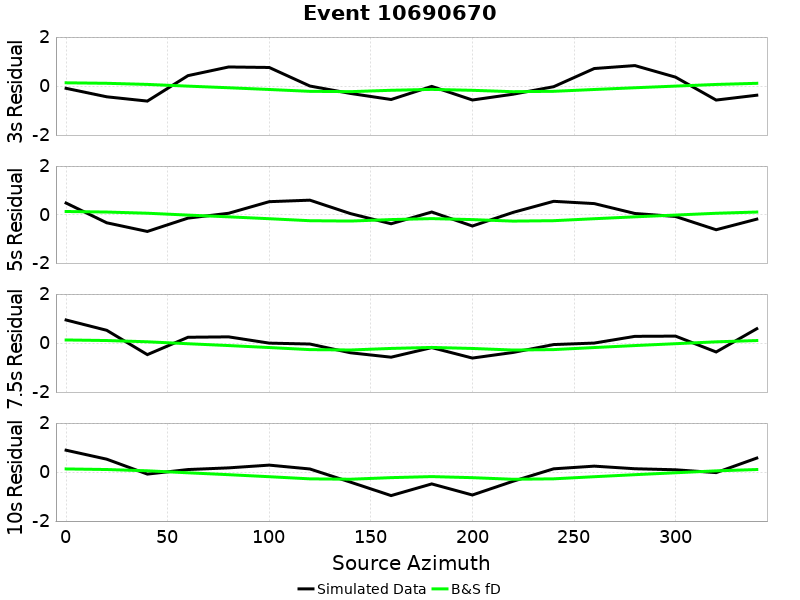 Event 10690670
3s Residual
2
0
-2
5s Residual
2
0
-2
7.5s Residual
2
0
-2
10s Residual
2
0
-2
0 50 100 150 200 250 300
Source Azimuth
Simulated Data B&S fD